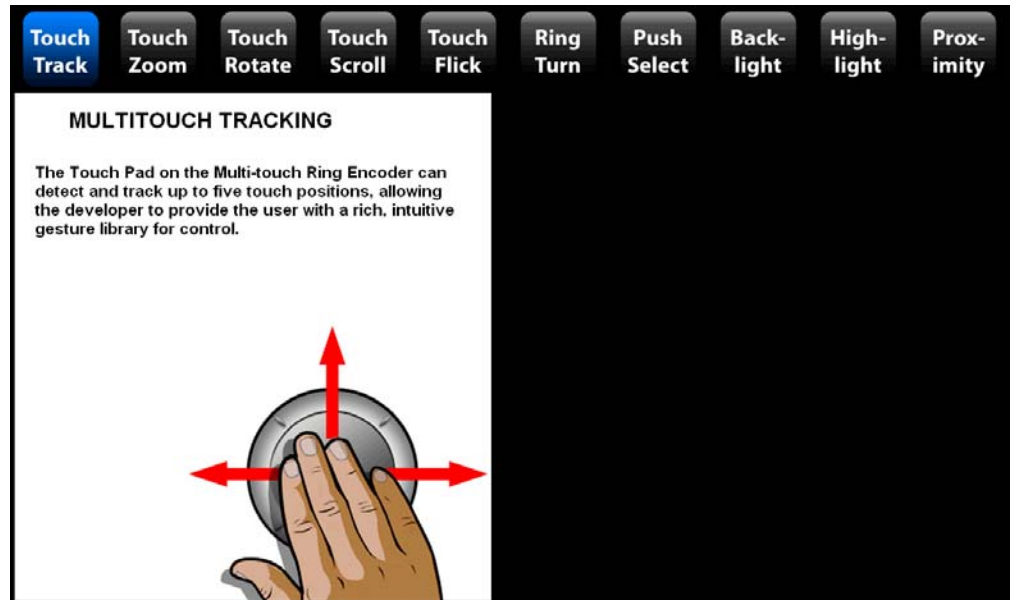 Touch Track
Touch Zoom
Touch Rotate
Touch Scroll
Touch Flick
Ring Turn
Push Select
Back-light
High-light
Prox-imity
MULTITOUCH TRACKING
The Touch Pad on the Multi-touch Ring Encoder can
detect and track up to five touch positions, allowing
the developer to provide the user with a rich, intuitive
gesture library for control.